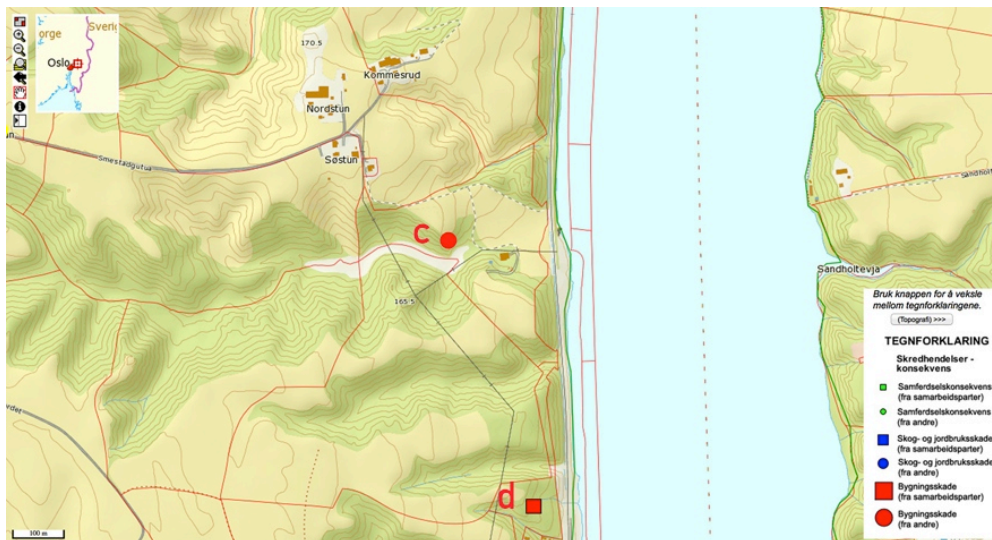 orge
Sverig
Oslo
170 5
Kommesrud
Nordstun
Smestadgutua
Søstun
c
165 5
Sandholtevja
d
100 m
Bruk knappen for å veksle
mellom tegnforklaringene.
(Topografi) >>>
TEGNFORKLARING
Skredhendelser -
konsekvens
Samferdselskonsekvens
(fra samarbeidsparter)
Samferdselskonsekvens
(fra andre)
Skog- og jordbruksskade
(fra samarbeidsparter)
Skog- og jordbruksskade
(fra andre)
Bygningsskade
(fra samarbeidsparter)
Bygningsskade
(fra andre)